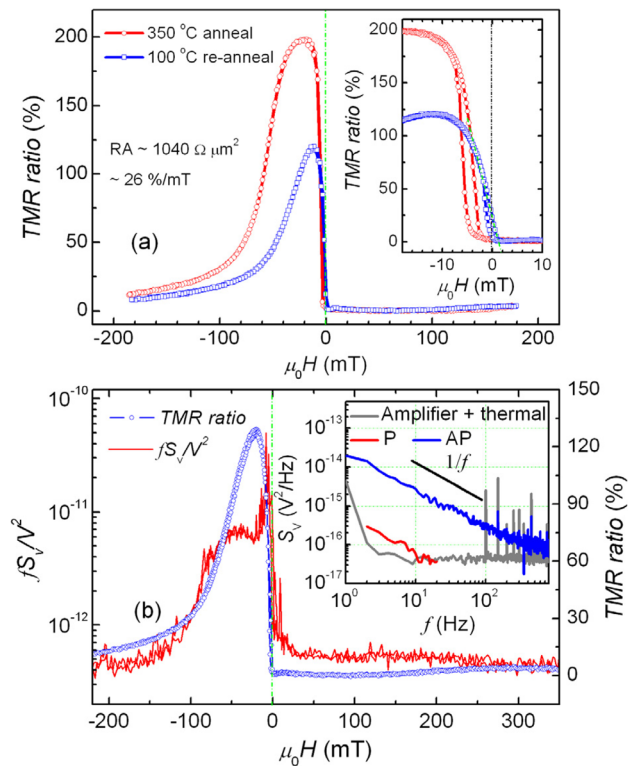 350 °C anneal
100 °C re-anneal
RA ~ 1040 Ω μm²
~ 26 %/mT
(a)
TMR ratio (%)
200
150
100
50
0
-200 -100 0 100 200
μ₀H (mT)
TMR ratio (%)
200
150
100
50
0
-10 0 10
μ₀H (mT)
TMR ratio
fSᵥ/V²
(b)
fSᵥ/V²
10⁻¹⁰
10⁻¹¹
10⁻¹²
-200 -100 0 100 200 300
μ₀H (mT)
TMR ratio (%)
150
120
90
60
30
0
Amplifier + thermal
P AP
1/f
Sᵥ (V²/Hz)
10⁻¹²
10⁻¹³
10⁻¹⁴
10⁻¹⁵
10⁻¹⁶
10⁻¹⁷
10⁰ 10¹ 10²
f (Hz)